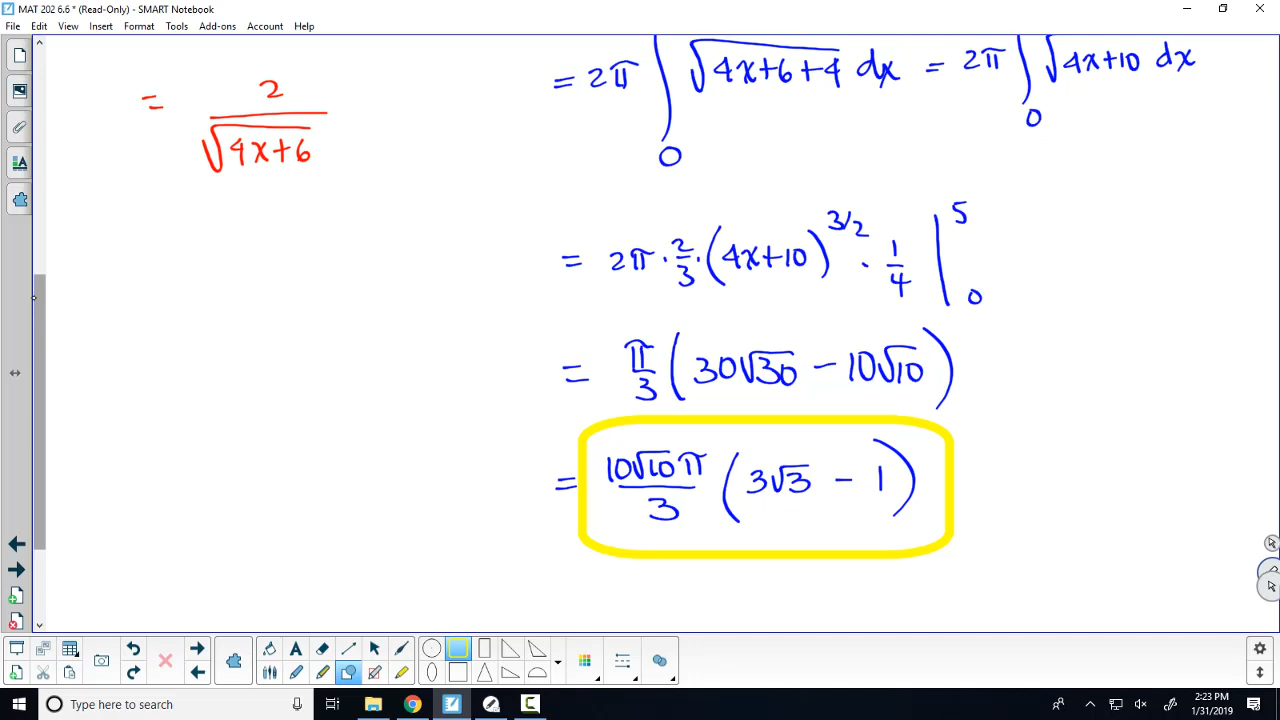 MAT 202 6.6 * (Read-Only) — SMART Notebook
File Edit View Insert Format Tools Add-ons Account Help
= 2π ∫₀ √(4x+6+4) dx = 2π ∫₀ √(4x+10) dx
= 2/√(4x+6)
= 2π · 2/3 · (4x+10)^(3/2) · 1/4 |₀⁵
= π/3 (30√30 − 10√10)
= 10√10π/3 (3√3 − 1)
Type here to search
2:23 PM
1/31/2019